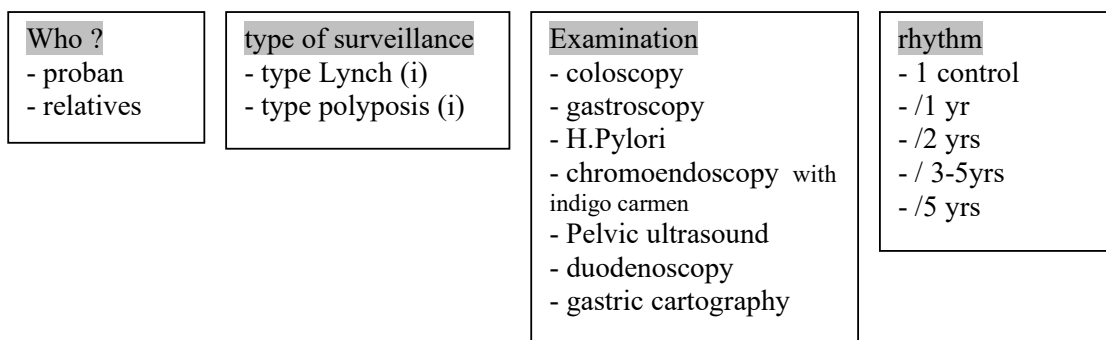 Who ?
- proban
- relatives
type of surveillance
- type Lynch (i)
- type polyposis (i)
Examination
- coloscopy
- gastroscopy
- H.Pylori
- chromoendoscopy with
indigo carmen
- Pelvic ultrasound
- duodenoscopy
- gastric cartography
rhythm
- 1 control
- /1 yr
- /2 yrs
- / 3-5yrs
- /5 yrs